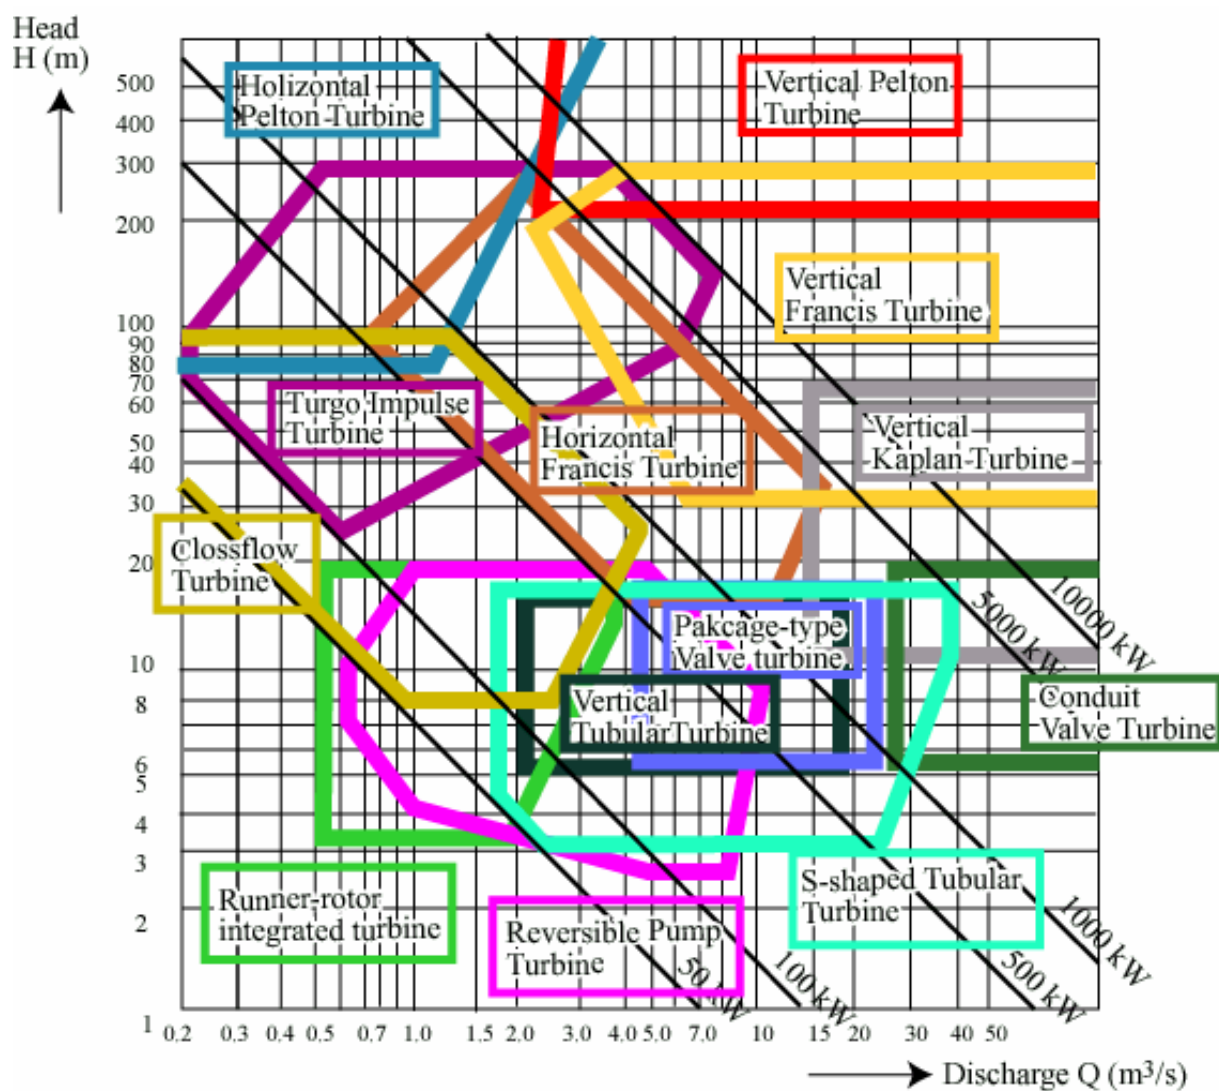 Head
H (m)
Holizontal
Pelton Turbine
Vertical Pelton
Turbine
500
400
300
200
Vertical
Francis Turbine
100
90
80
70
60
50
40
30
20
10
8
6
5
4
3
2
1
Turgo Impulse
Turbine
Horizontal
Francis Turbine
Vertical
Kaplan Turbine
Clossflow
Turbine
Pakcage-type
Valve turbine
5000 kW
10000 kW
Vertical
Tubular Turbine
Conduit
Valve Turbine
Runner-rotor
integrated turbine
Reversible Pump
Turbine
S-shaped Tubular
Turbine
50 kW
100 kW
500 kW
1000 kW
0.2 0.3 0.4 0.5 0.7 1.0 1.5 2.0 3.0 4.0 5.0 7.0 10 15 20 30 40 50
Discharge Q (m³/s)